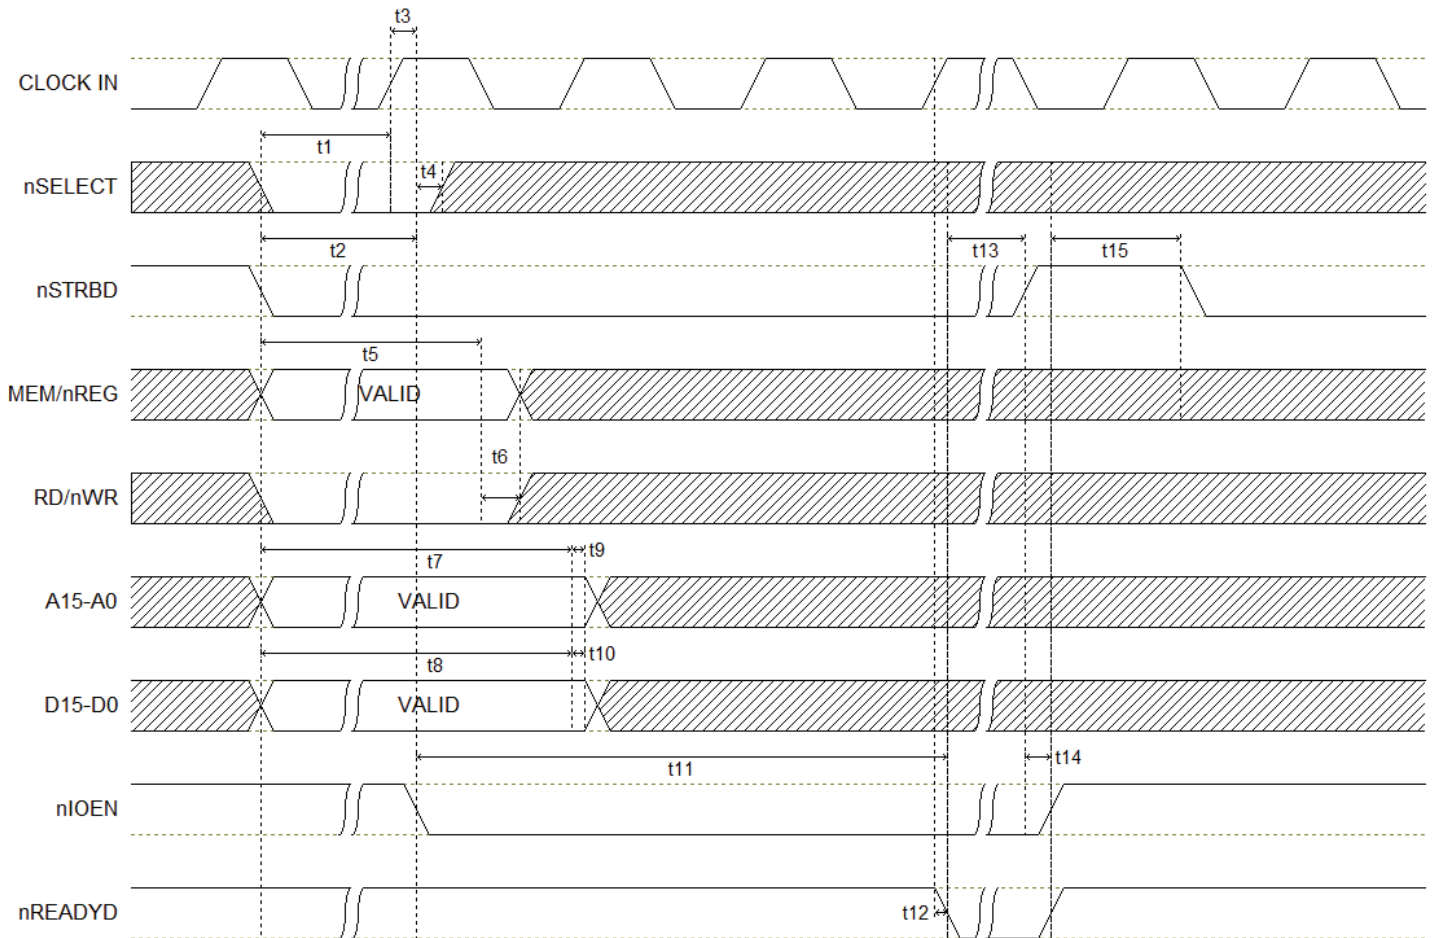 t3
CLOCK IN
t1
nSELECT
t4
t2
t13
t15
nSTRBD
t5
MEM/nREG
VALID
t6
RD/nWR
t7
t9
A15-A0
VALID
t8
t10
D15-D0
VALID
t11
t14
nIOEN
nREADYD
t12